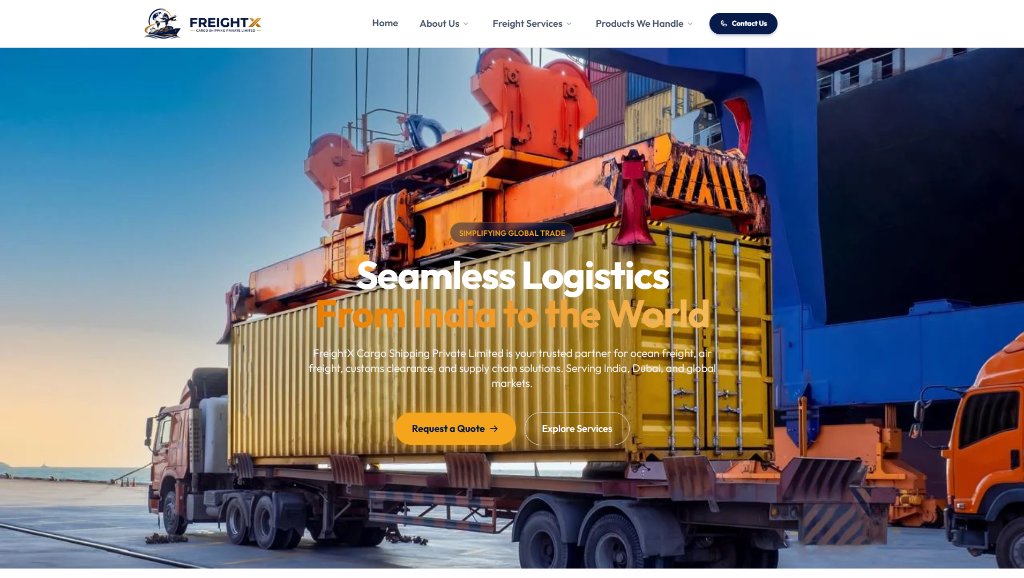 FREIGHTX
CARGO SHIPPING PRIVATE LIMITED
Home
About Us
Freight Services
Products We Handle
Contact Us
SIMPLIFYING GLOBAL TRADE
Seamless Logistics
From India to the World
FreightX Cargo Shipping Private Limited is your trusted partner for ocean freight, air
freight, customs clearance, and supply chain solutions. Serving India, Dubai, and global
markets.
Request a Quote →
Explore Services